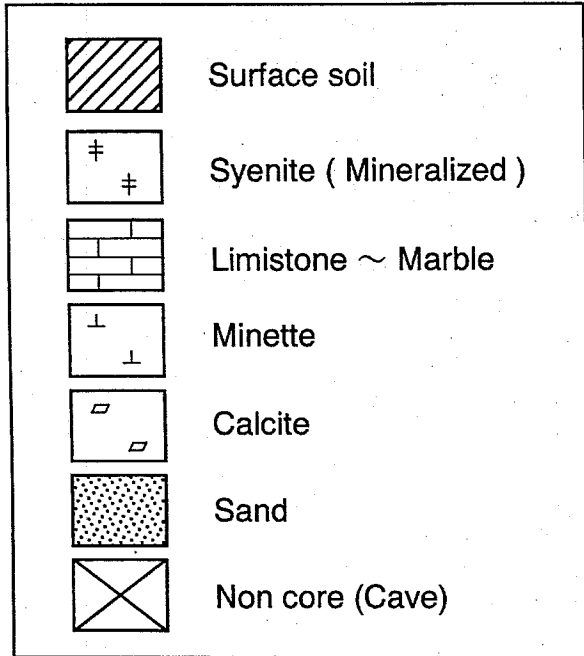 Surface soil
Syenite ( Mineralized )
Limistone ～ Marble
Minette
Calcite
Sand
Non core (Cave)